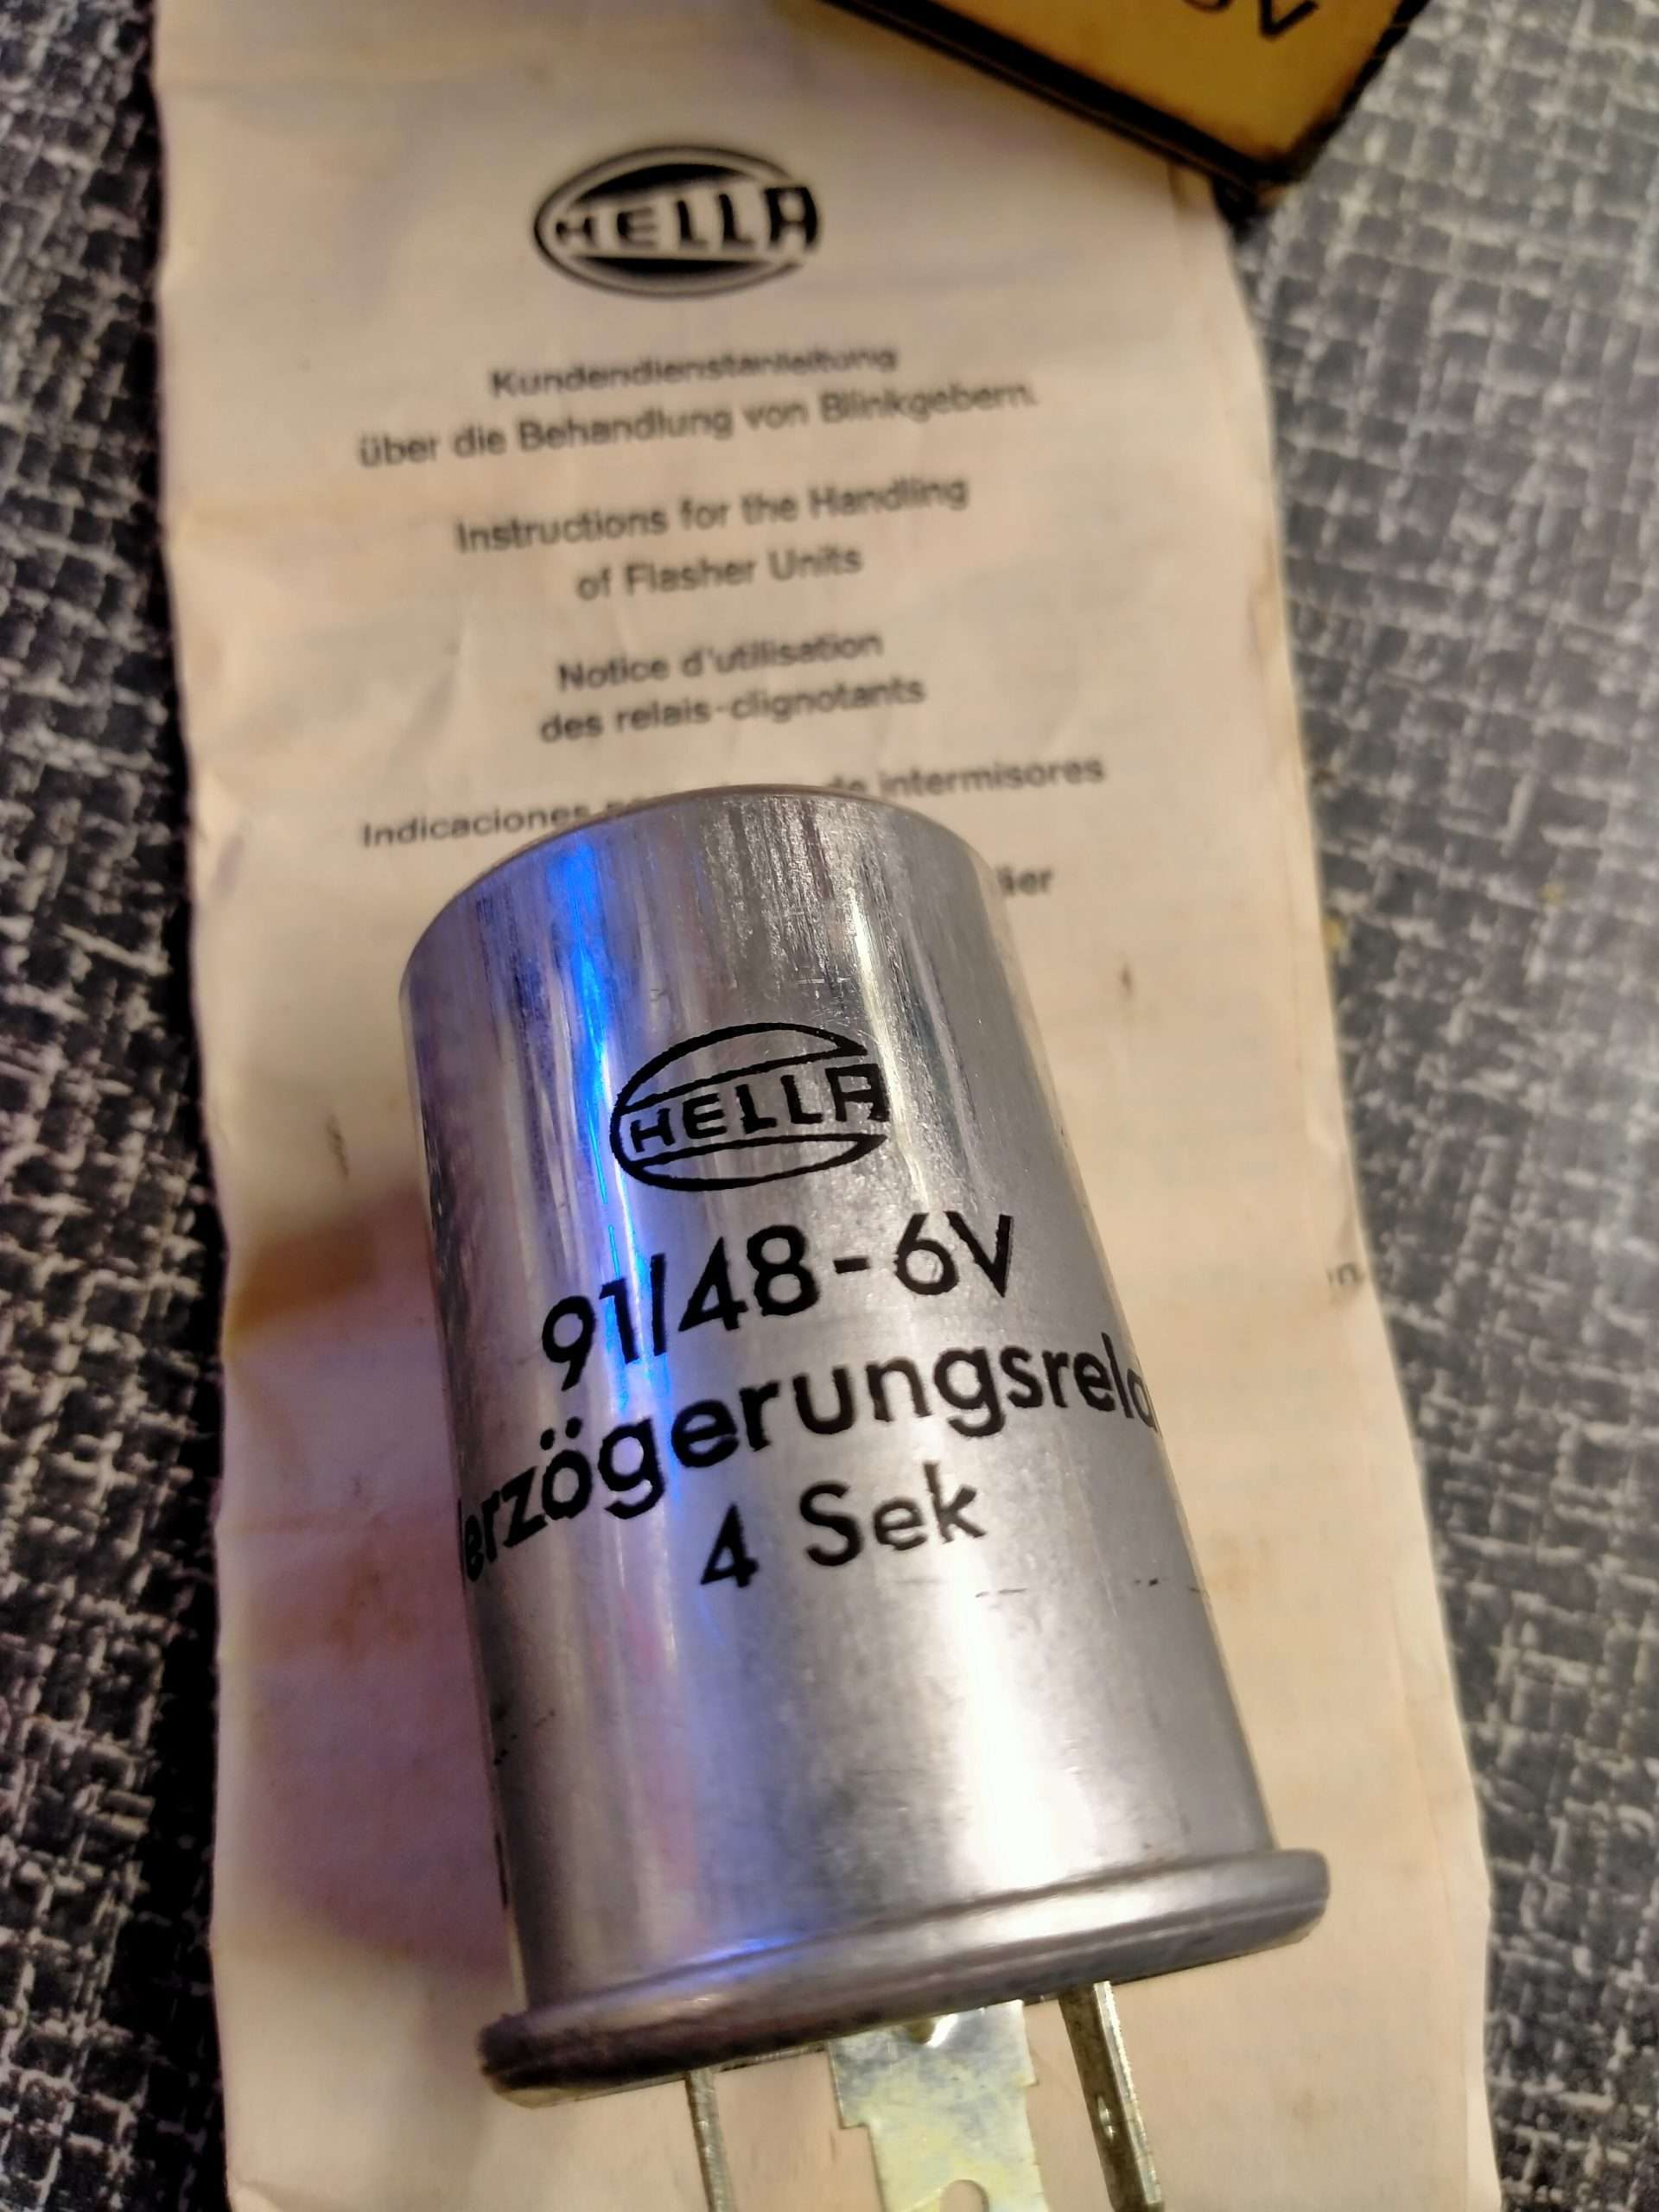 HELLA
Kundendienstanleitung
über die Behandlung von Blinkgebern.
Instructions for the Handling
of Flasher Units
Notice d'utilisation
des relais-clignotants
Indicaciones de intermisores
HELLA
91/48-6V
erzögerungsrela
4 Sek